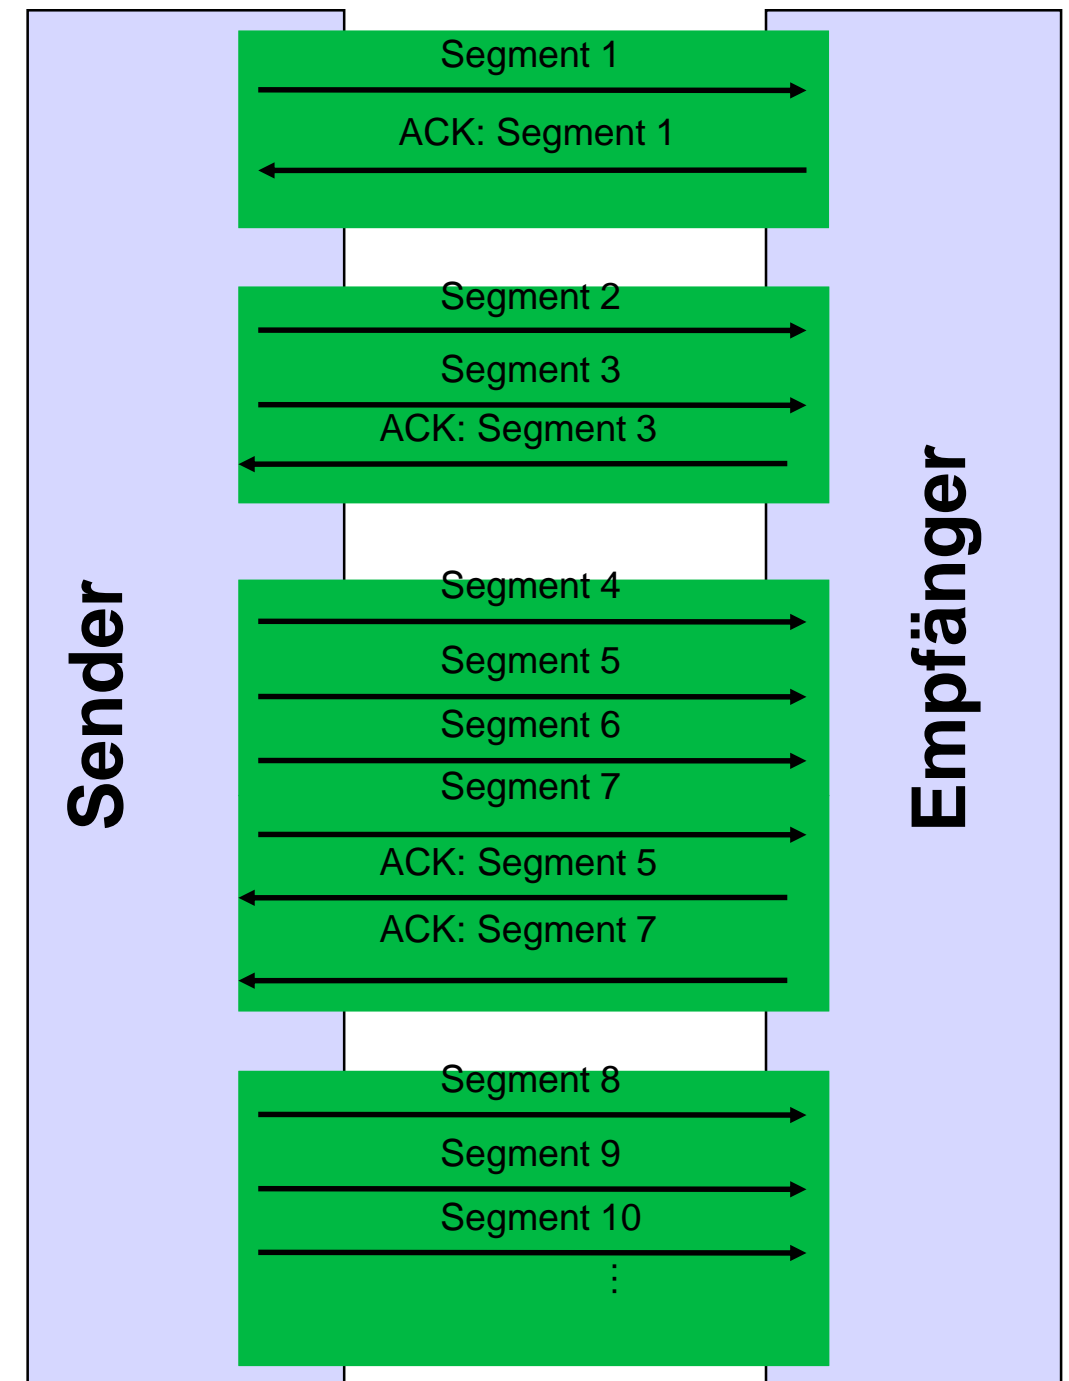 Segment 1
ACK: Segment 1
Segment 2
Segment 3
ACK: Segment 3
Sender
Empfänger
Segment 4
Segment 5
Segment 6
Segment 7
ACK: Segment 5
ACK: Segment 7
Segment 8
Segment 9
Segment 10
⋮